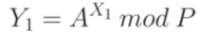 Y₁ = A^{X₁} mod P